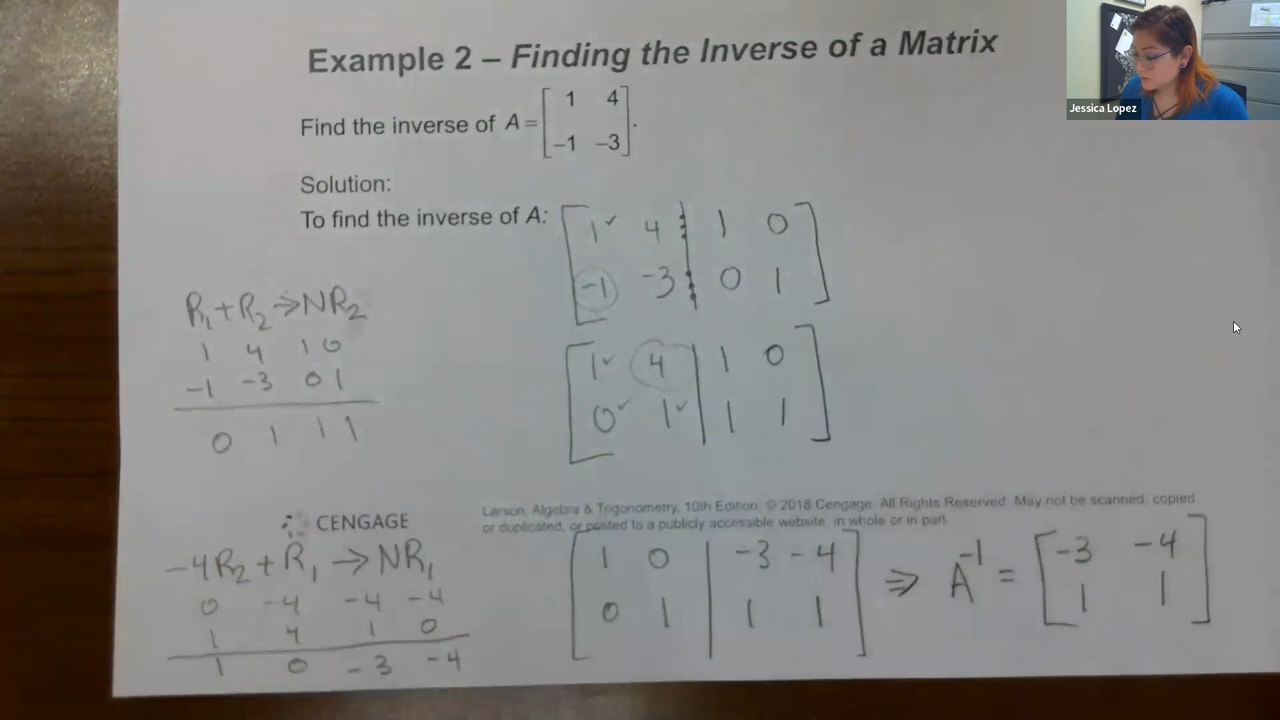 Example 2 – Finding the Inverse of a Matrix
Jessica Lopez
1 4
Find the inverse of A = .
-1 -3
Solution:
To find the inverse of A:
1 ✓ 4 1 0
-1 -3 0 1
R₁ + R₂ → NR₂
1 4 1 0
-1 -3 0 1
0 1 1 1
1 ✓ 4 1 0
0 ✓ 1 ✓ 1 1
Larson, Algebra & Trigonometry, 10th Edition. © 2018 Cengage. All Rights Reserved. May not be scanned, copied
or duplicated, or posted to a publicly accessible website, in whole or in part.
CENGAGE
-4R₂ + R₁ → NR₁
0 -4 -4 -4
1 4 1 0
1 0 -3 -4
1 0 -3 -4
0 1 1 1
⇒ A⁻¹ =
-3 -4
1 1